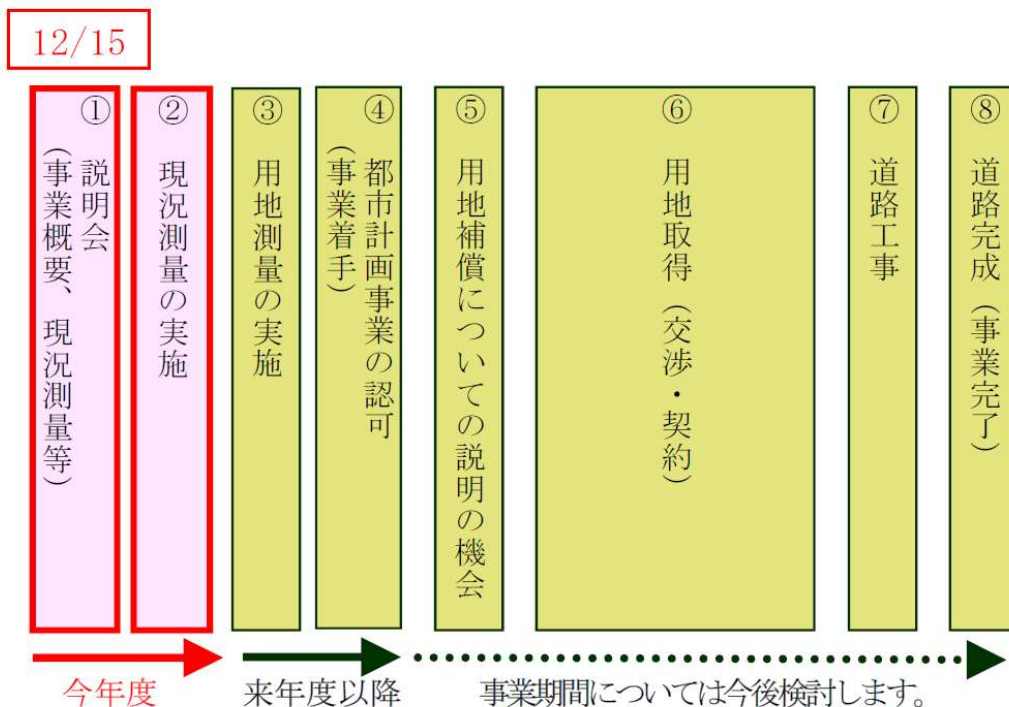 12/15
① 説明会
(事業概要、現況測量等)
② 現況測量の実施
③ 用地測量の実施
④ 都市計画事業の認可
(事業着手)
⑤ 用地補償についての説明の機会
⑥ 用地取得(交渉・契約)
⑦ 道路工事
⑧ 道路完成(事業完了)
今年度
来年度以降
事業期間については今後検討します。